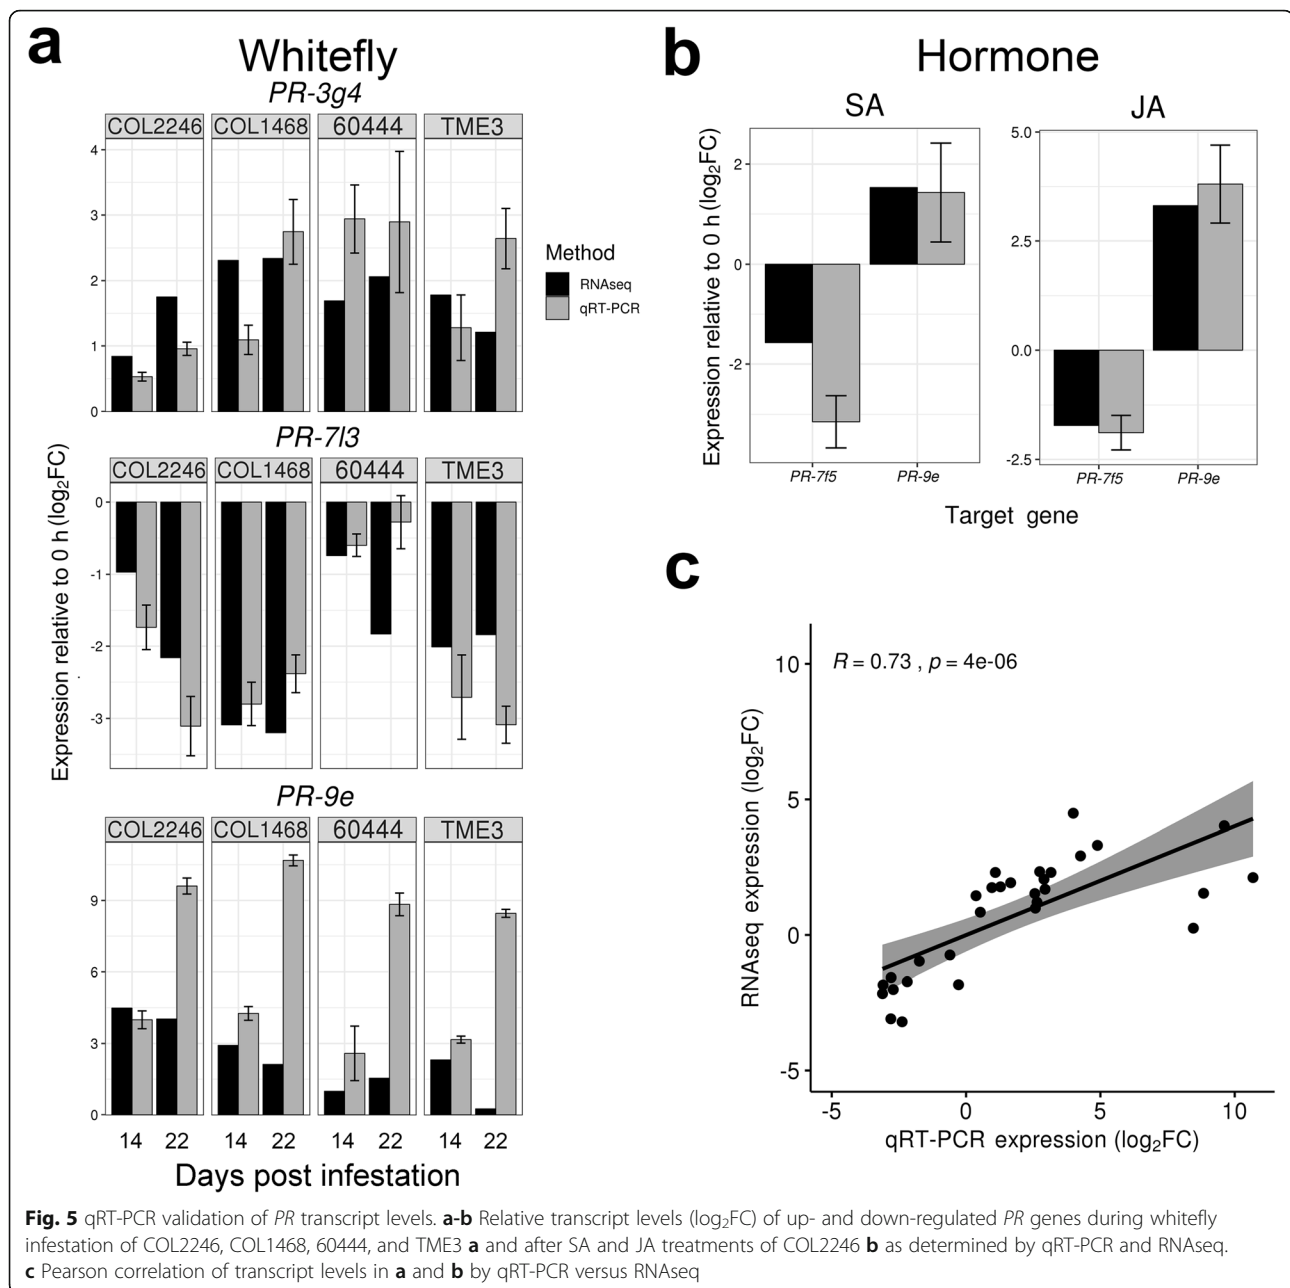 a
Whitefly
PR-3g4
COL2246 COL1468 60444 TME3
4
3
2
1
0
Method
RNAseq
qRT-PCR
PR-7l3
COL2246 COL1468 60444 TME3
0
-1
-2
-3
Expression relative to 0 h (log2FC)
PR-9e
COL2246 COL1468 60444 TME3
9
6
3
0
14 22 14 22 14 22 14 22
Days post infestation
b
Hormone
SA JA
Expression relative to 0 h (log2FC)
2
0
-2
5.0
2.5
0.0
-2.5
PR-7f5 PR-9e PR-7f5 PR-9e
Target gene
c
R = 0.73 , p = 4e-06
RNAseq expression (log2FC)
10
5
0
-5
-5 0 5 10
qRT-PCR expression (log2FC)
Fig. 5 qRT-PCR validation of PR transcript levels. a-b Relative transcript levels (log2FC) of up- and down-regulated PR genes during whitefly
infestation of COL2246, COL1468, 60444, and TME3 a and after SA and JA treatments of COL2246 b as determined by qRT-PCR and RNAseq.
c Pearson correlation of transcript levels in a and b by qRT-PCR versus RNAseq